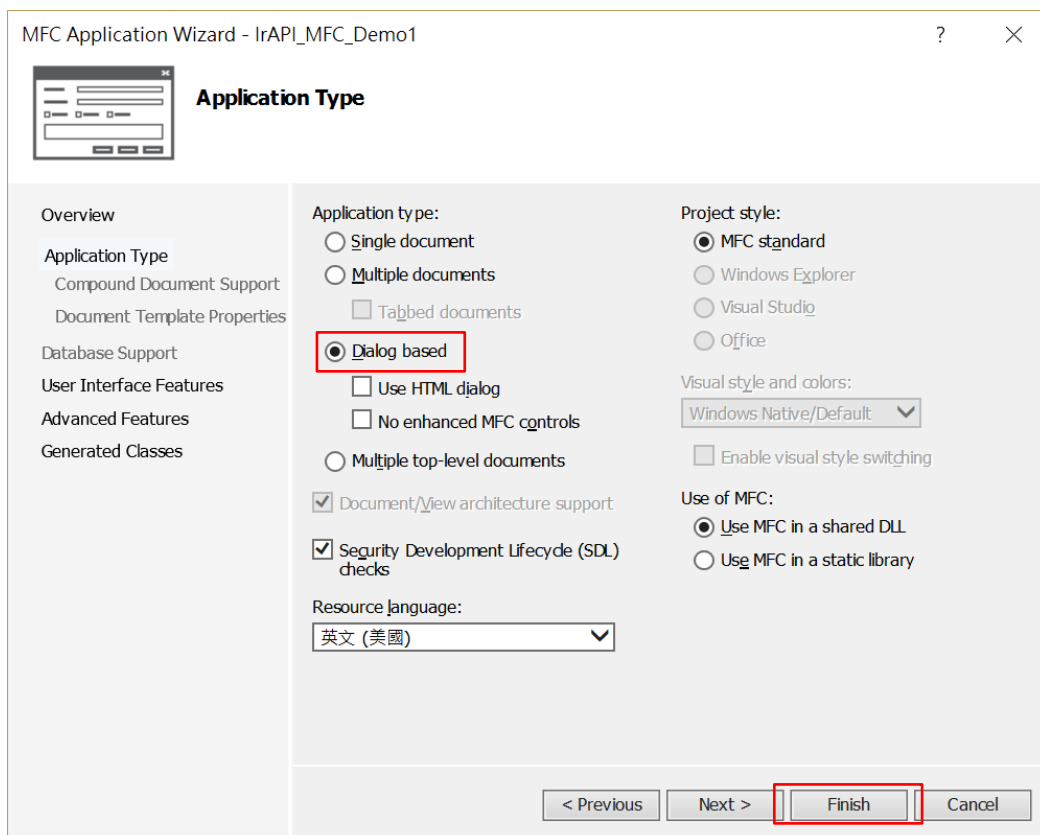 MFC Application Wizard - IrAPI_MFC_Demo1
?
Application Type
Overview
Application Type
Compound Document Support
Document Template Properties
Database Support
User Interface Features
Advanced Features
Generated Classes
Application type:
Single document
Multiple documents
Tabbed documents
Dialog based
Use HTML dialog
No enhanced MFC controls
Multiple top-level documents
Document/View architecture support
Security Development Lifecycle (SDL)
checks
Resource language:
英文 (美國)
Project style:
MFC standard
Windows Explorer
Visual Studio
Office
Visual style and colors:
Windows Native/Default
Enable visual style switching
Use of MFC:
Use MFC in a shared DLL
Use MFC in a static library
< Previous
Next >
Finish
Cancel